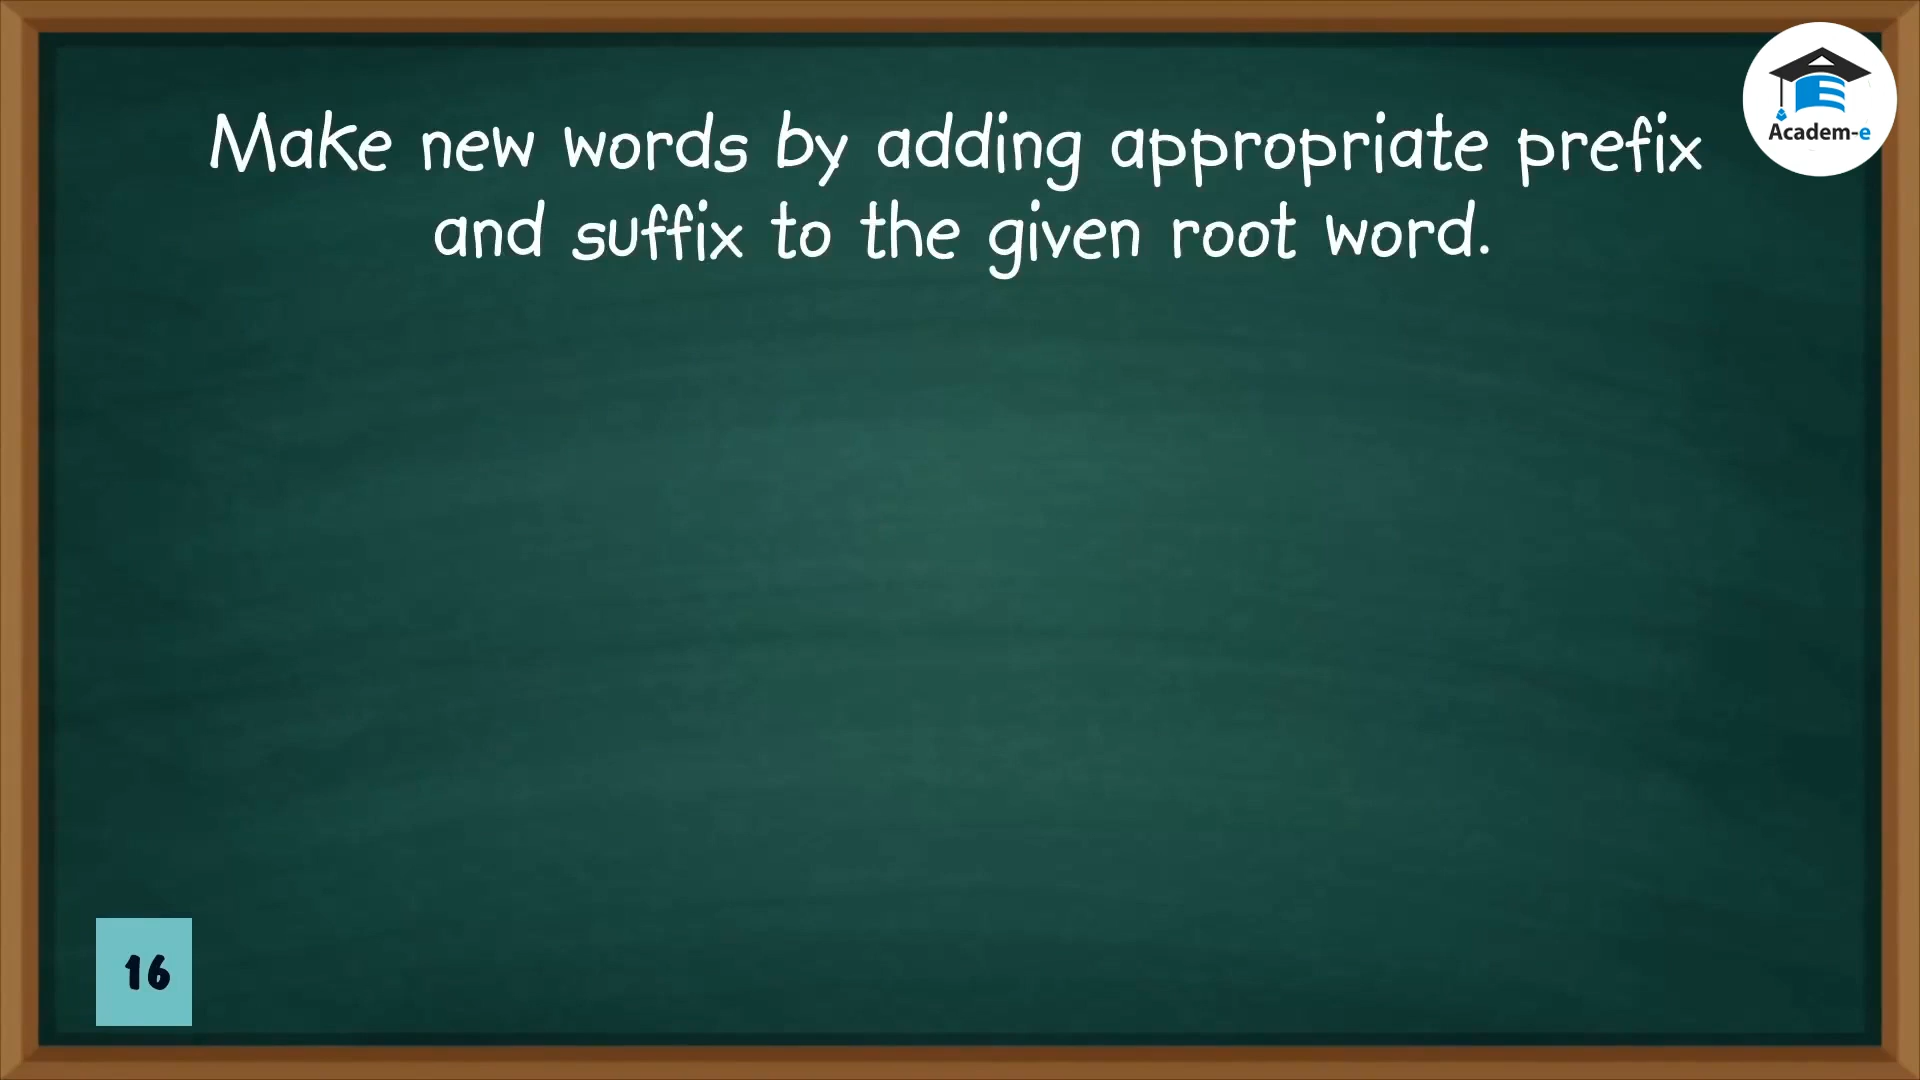 Make new words by adding appropriate prefix
and suffix to the given root word.
Academ-e
16